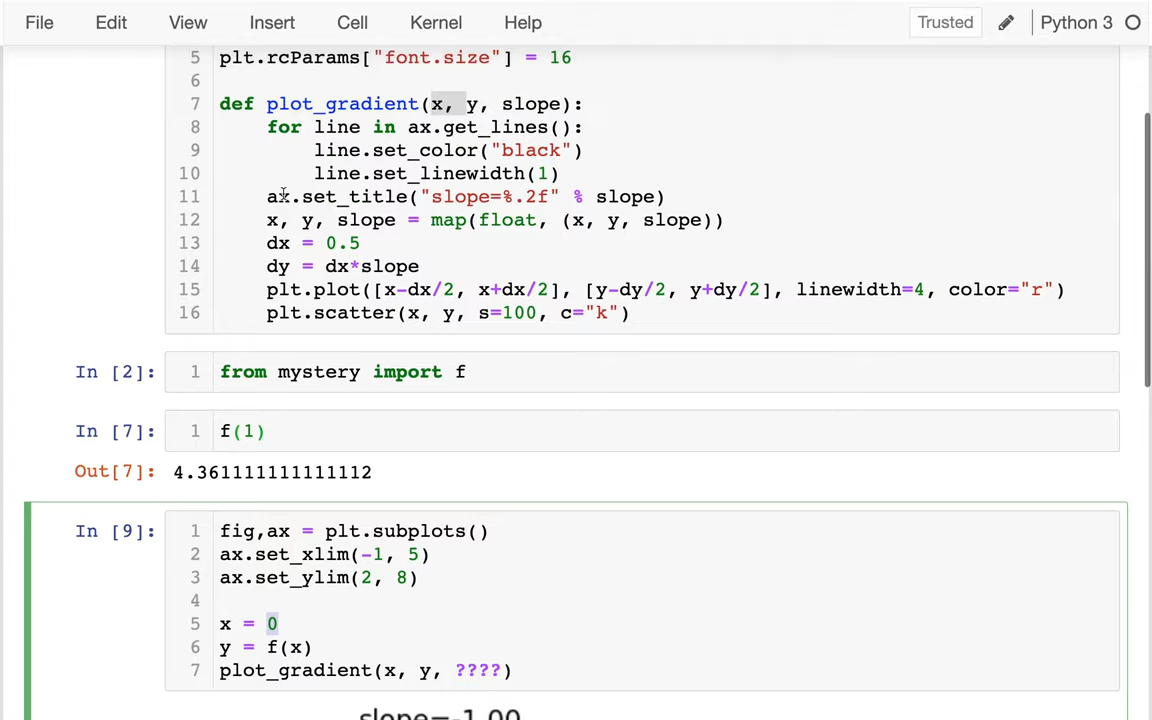 File Edit View Insert Cell Kernel Help Trusted Python 3
5 plt.rcParams["font.size"] = 16
6
7 def plot_gradient(x, y, slope):
8 for line in ax.get_lines():
9 line.set_color("black")
10 line.set_linewidth(1)
11 ax.set_title("slope=%.2f" % slope)
12 x, y, slope = map(float, (x, y, slope))
13 dx = 0.5
14 dy = dx*slope
15 plt.plot([x-dx/2, x+dx/2], [y-dy/2, y+dy/2], linewidth=4, color="r")
16 plt.scatter(x, y, s=100, c="k")
In [2]: 1 from mystery import f
In [7]: 1 f(1)
Out[7]: 4.361111111111112
In [9]: 1 fig,ax = plt.subplots()
2 ax.set_xlim(-1, 5)
3 ax.set_ylim(2, 8)
4
5 x = 0
6 y = f(x)
7 plot_gradient(x, y, ????)
slope=-1.00